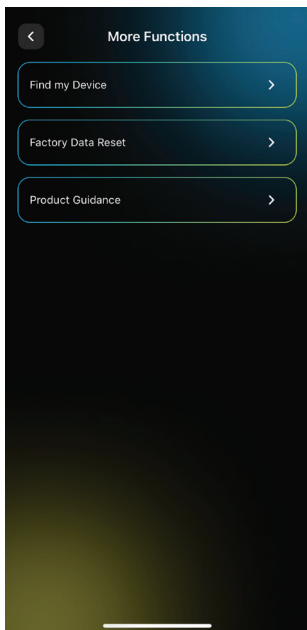 More Functions
Find my Device
Factory Data Reset
Product Guidance